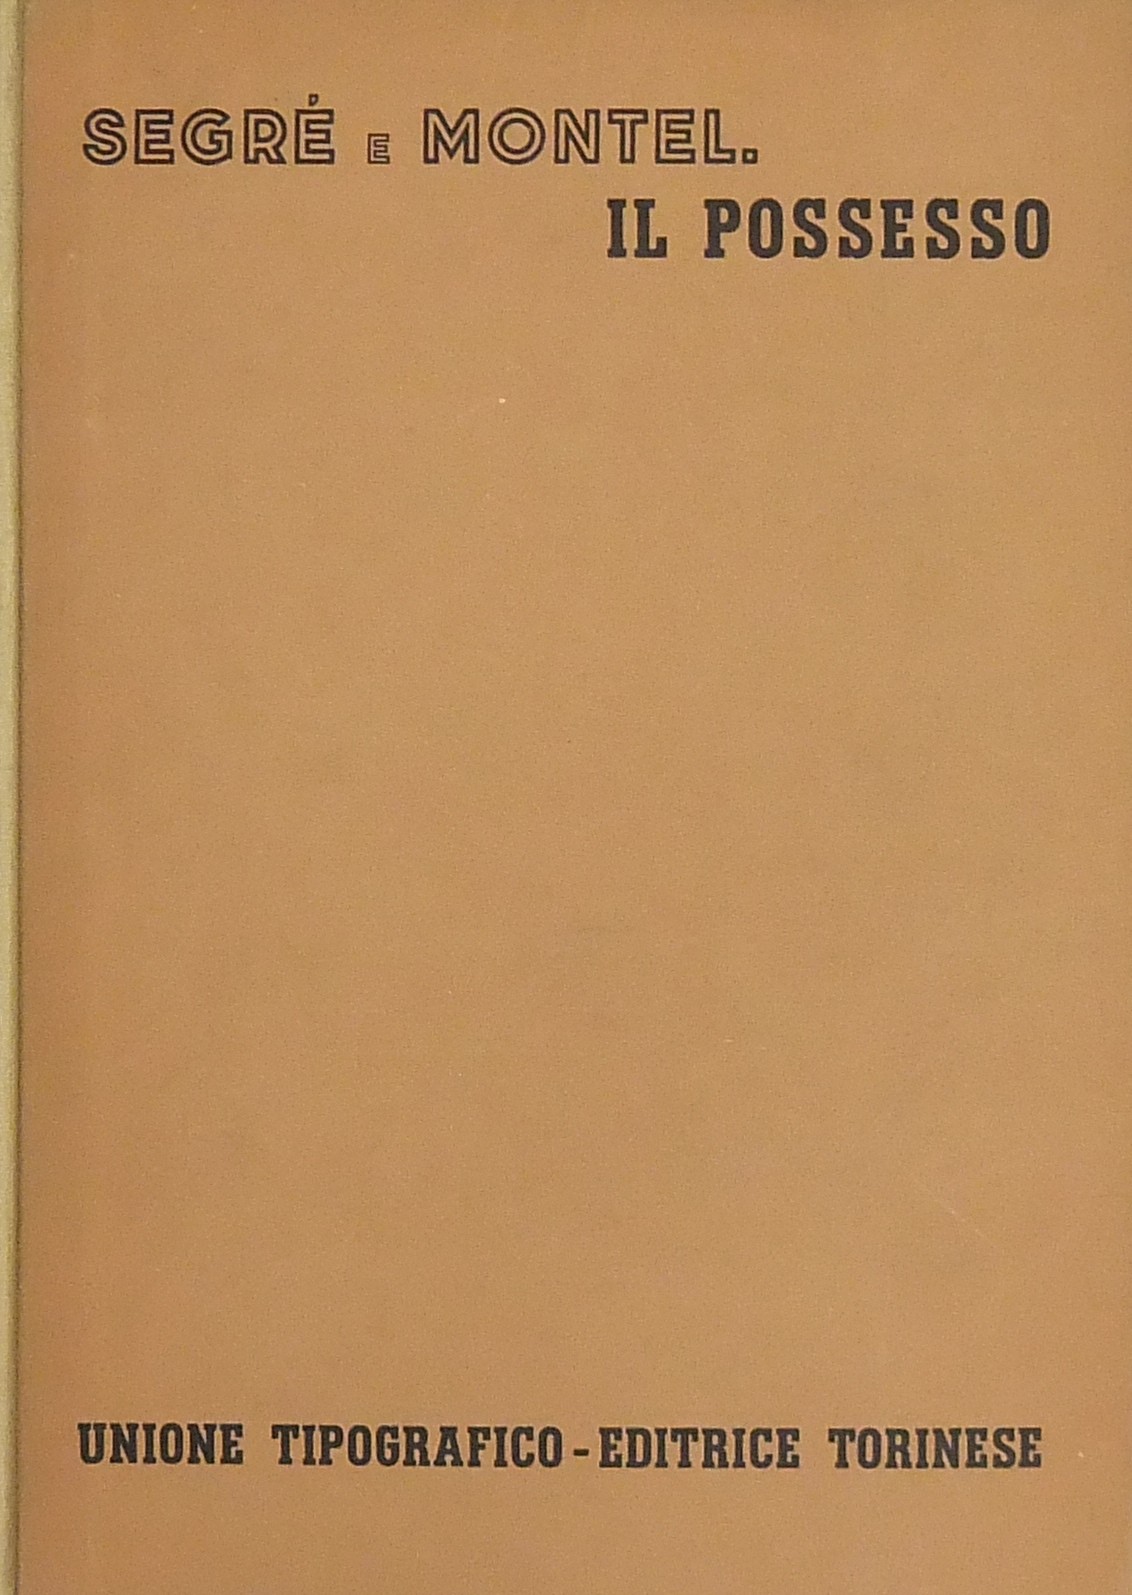 SEGRÉ E MONTEL.
IL POSSESSO
UNIONE TIPOGRAFICO-EDITRICE TORINESE